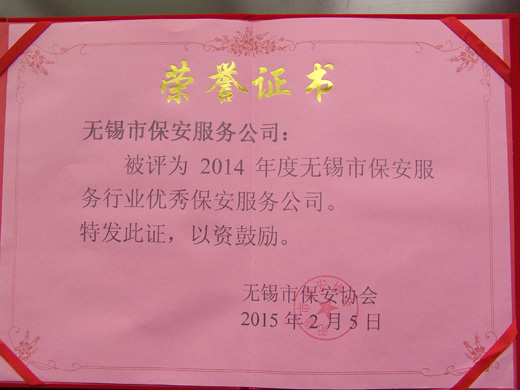 荣誉证书
无锡市保安服务公司：
被评为 2014 年度无锡市保安服
务行业优秀保安服务公司。
特发此证，以资鼓励。
无锡市保安协会
2015 年 2 月 5 日